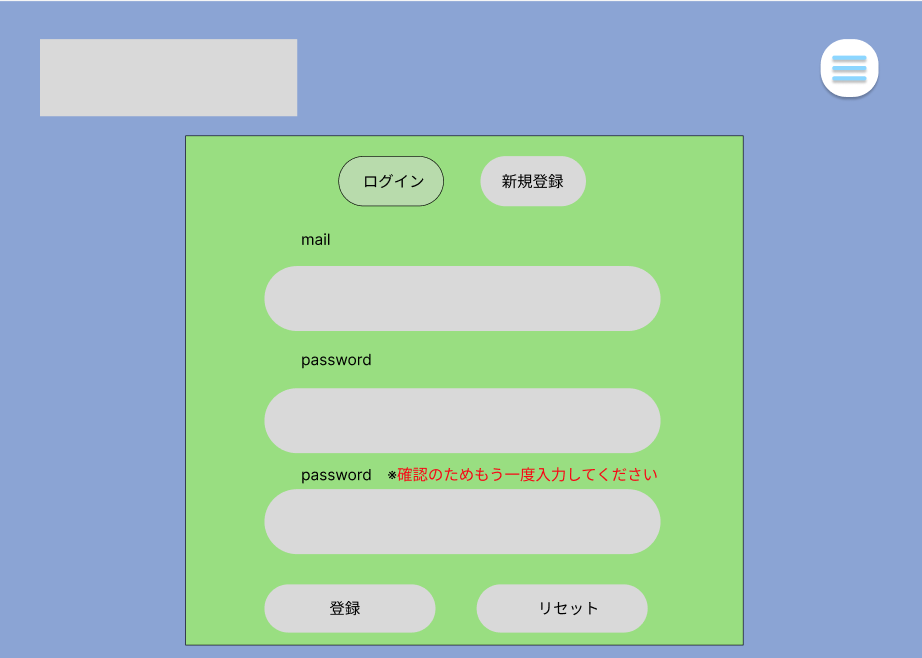 ログイン 新規登録
mail
password
password ※確認のためもう一度入力してください
登録 リセット